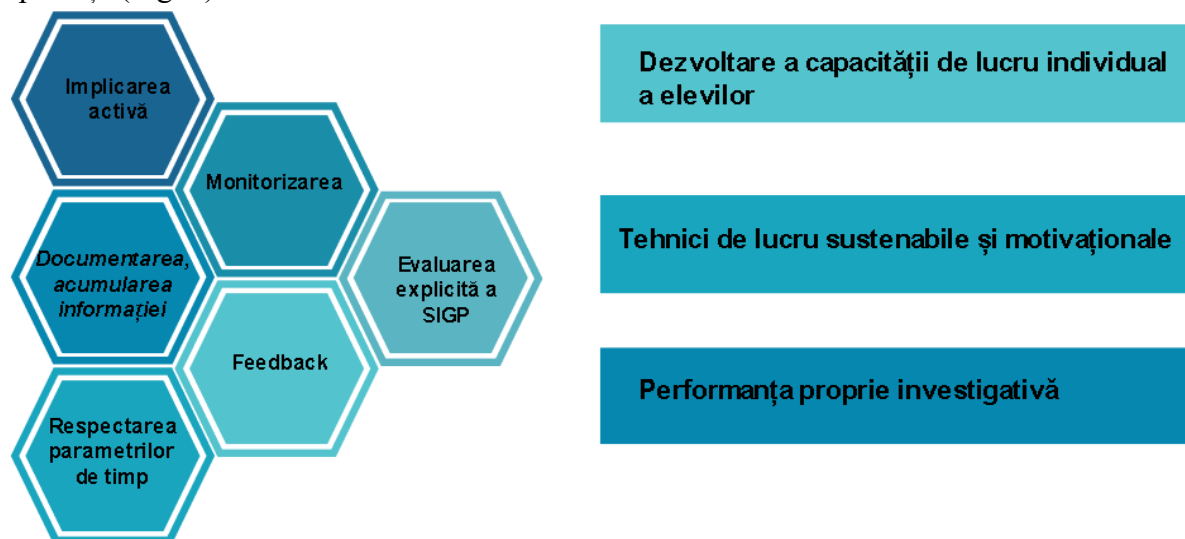 Implicarea
activă
Monitorizarea
Documentarea,
acumularea
informației
Evaluarea
explicită a
SIGP
Feedback
Respectarea
parametrilor
de timp
Dezvoltare a capacității de lucru individual
a elevilor
Tehnici de lucru sustenabile și motivaționale
Performanța proprie investigativă